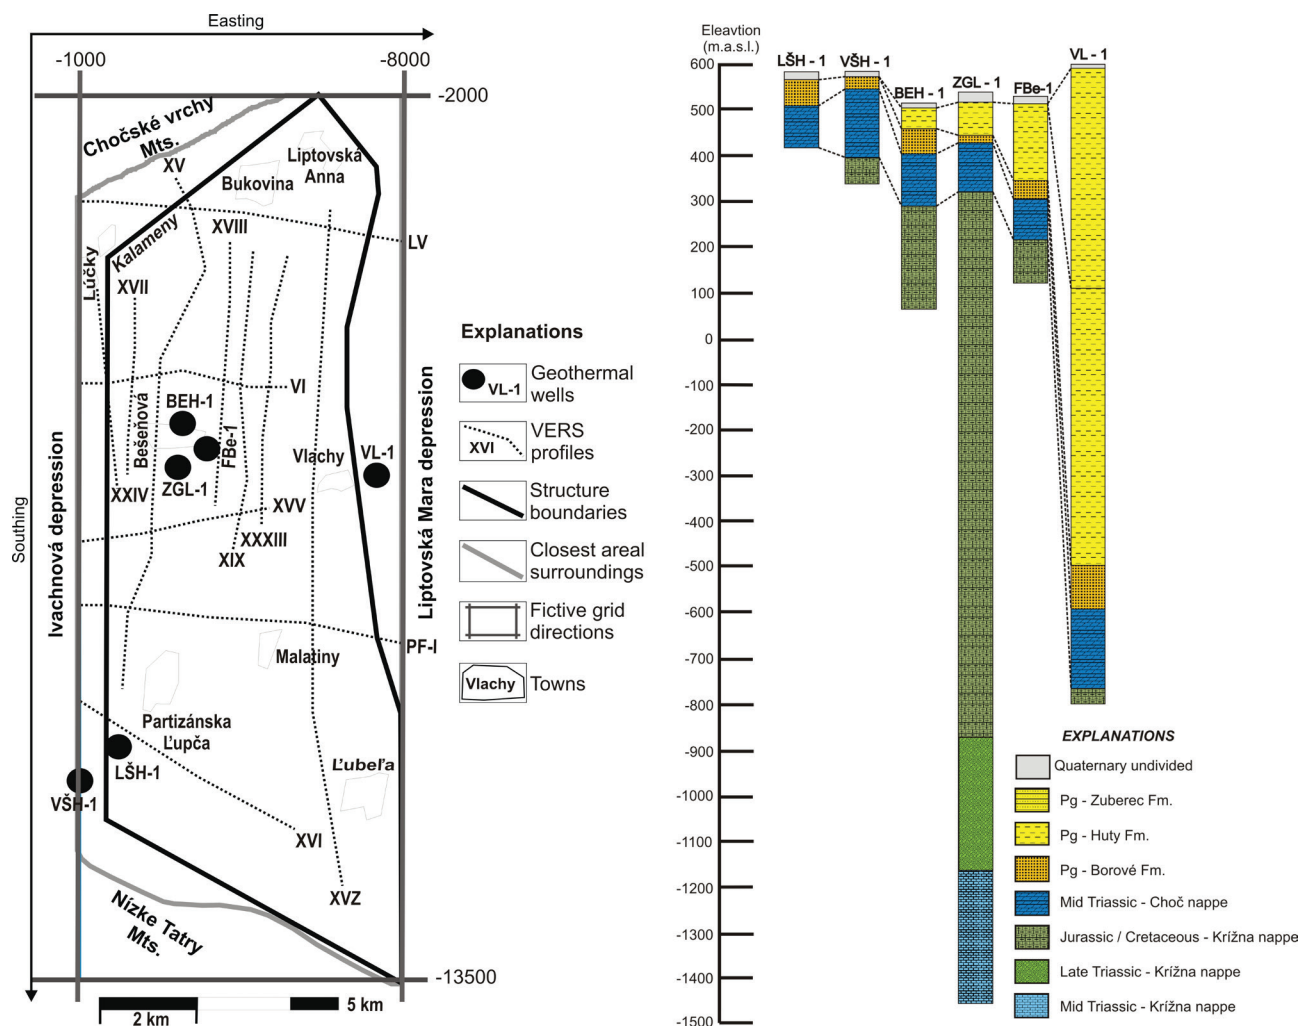 Easting
-1000
-8000
-2000
Southing
Chočské vrchy
Mts.
XV
Liptovská
Anna
Bukovina
XVIII
LV
Kalameny
Lúčky
XVII
VI
BEH-1
Bešeňová
FBe-1
ZGL-1
XXIV
Vlachy
VL-1
XVV
XXXIII
XIX
Ivachnová depression
Liptovská Mara depression
PF-I
Malatíny
Partizánska
Ľupča
LŠH-1
VŠH-1
Ľubeľa
XVI
XVZ
Nízke Tatry
Mts.
-13500
2 km
5 km
Explanations
VL-1
Geothermal
wells
XVI
VERS
profiles
Structure
boundaries
Closest areal
surroundings
Fictive grid
directions
Vlachy
Towns
Eleavtion
(m.a.s.l.)
600
500
400
300
200
100
0
-100
-200
-300
-400
-500
-600
-700
-800
-900
-1000
-1100
-1200
-1300
-1400
-1500
LŠH - 1
VŠH - 1
BEH - 1
ZGL - 1
FBe-1
VL - 1
EXPLANATIONS
Quaternary undivided
Pg - Zuberec Fm.
Pg - Huty Fm.
Pg - Borové Fm.
Mid Triassic - Choč nappe
Jurassic / Cretaceous - Krížna nappe
Late Triassic - Krížna nappe
Mid Triassic - Krížna nappe